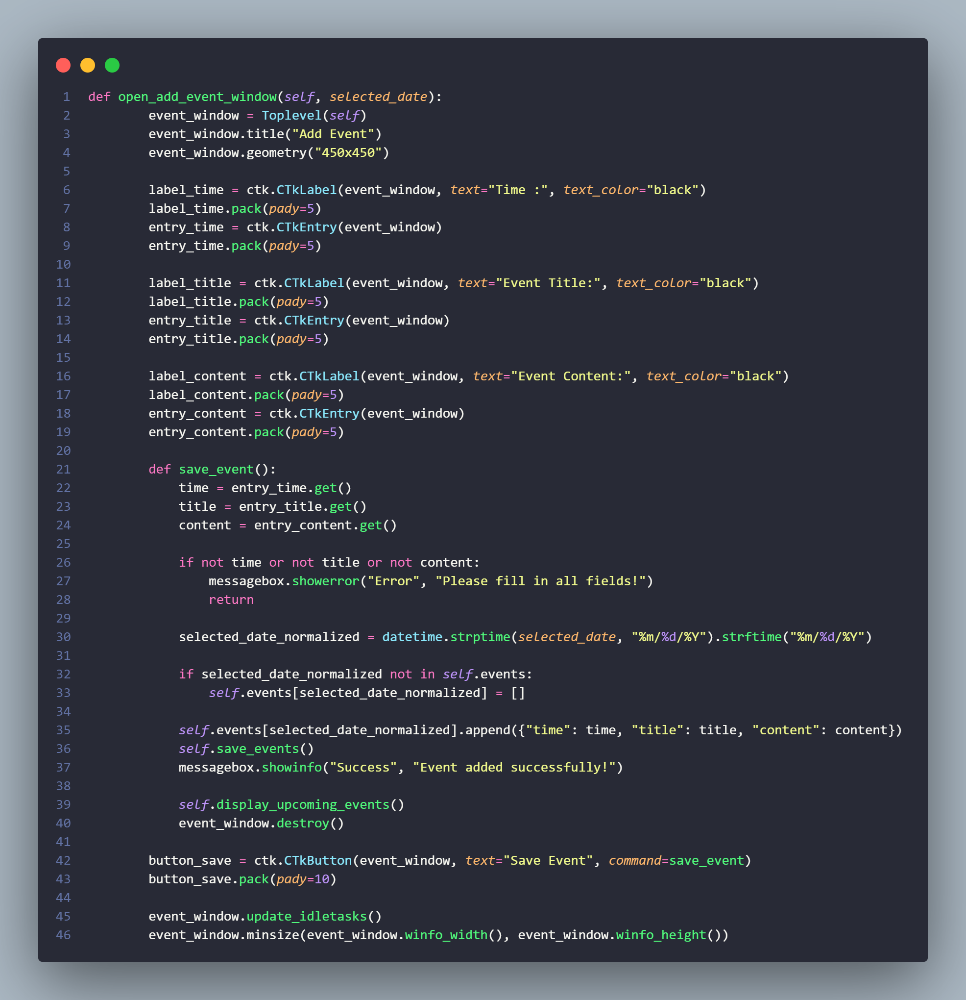 1 def open_add_event_window(self, selected_date):
2         event_window = Toplevel(self)
3         event_window.title("Add Event")
4         event_window.geometry("450x450")
5
6         label_time = ctk.CTkLabel(event_window, text="Time :", text_color="black")
7         label_time.pack(pady=5)
8         entry_time = ctk.CTkEntry(event_window)
9         entry_time.pack(pady=5)
10
11         label_title = ctk.CTkLabel(event_window, text="Event Title:", text_color="black")
12         label_title.pack(pady=5)
13         entry_title = ctk.CTkEntry(event_window)
14         entry_title.pack(pady=5)
15
16         label_content = ctk.CTkLabel(event_window, text="Event Content:", text_color="black")
17         label_content.pack(pady=5)
18         entry_content = ctk.CTkEntry(event_window)
19         entry_content.pack(pady=5)
20
21         def save_event():
22             time = entry_time.get()
23             title = entry_title.get()
24             content = entry_content.get()
25
26             if not time or not title or not content:
27                 messagebox.showerror("Error", "Please fill in all fields!")
28                 return
29
30             selected_date_normalized = datetime.strptime(selected_date, "%m/%d/%Y").strftime("%m/%d/%Y")
31
32             if selected_date_normalized not in self.events:
33                 self.events[selected_date_normalized] = []
34
35             self.events[selected_date_normalized].append({"time": time, "title": title, "content": content})
36             self.save_events()
37             messagebox.showinfo("Success", "Event added successfully!")
38
39             self.display_upcoming_events()
40             event_window.destroy()
41
42         button_save = ctk.CTkButton(event_window, text="Save Event", command=save_event)
43         button_save.pack(pady=10)
44
45         event_window.update_idletasks()
46         event_window.minsize(event_window.winfo_width(), event_window.winfo_height())